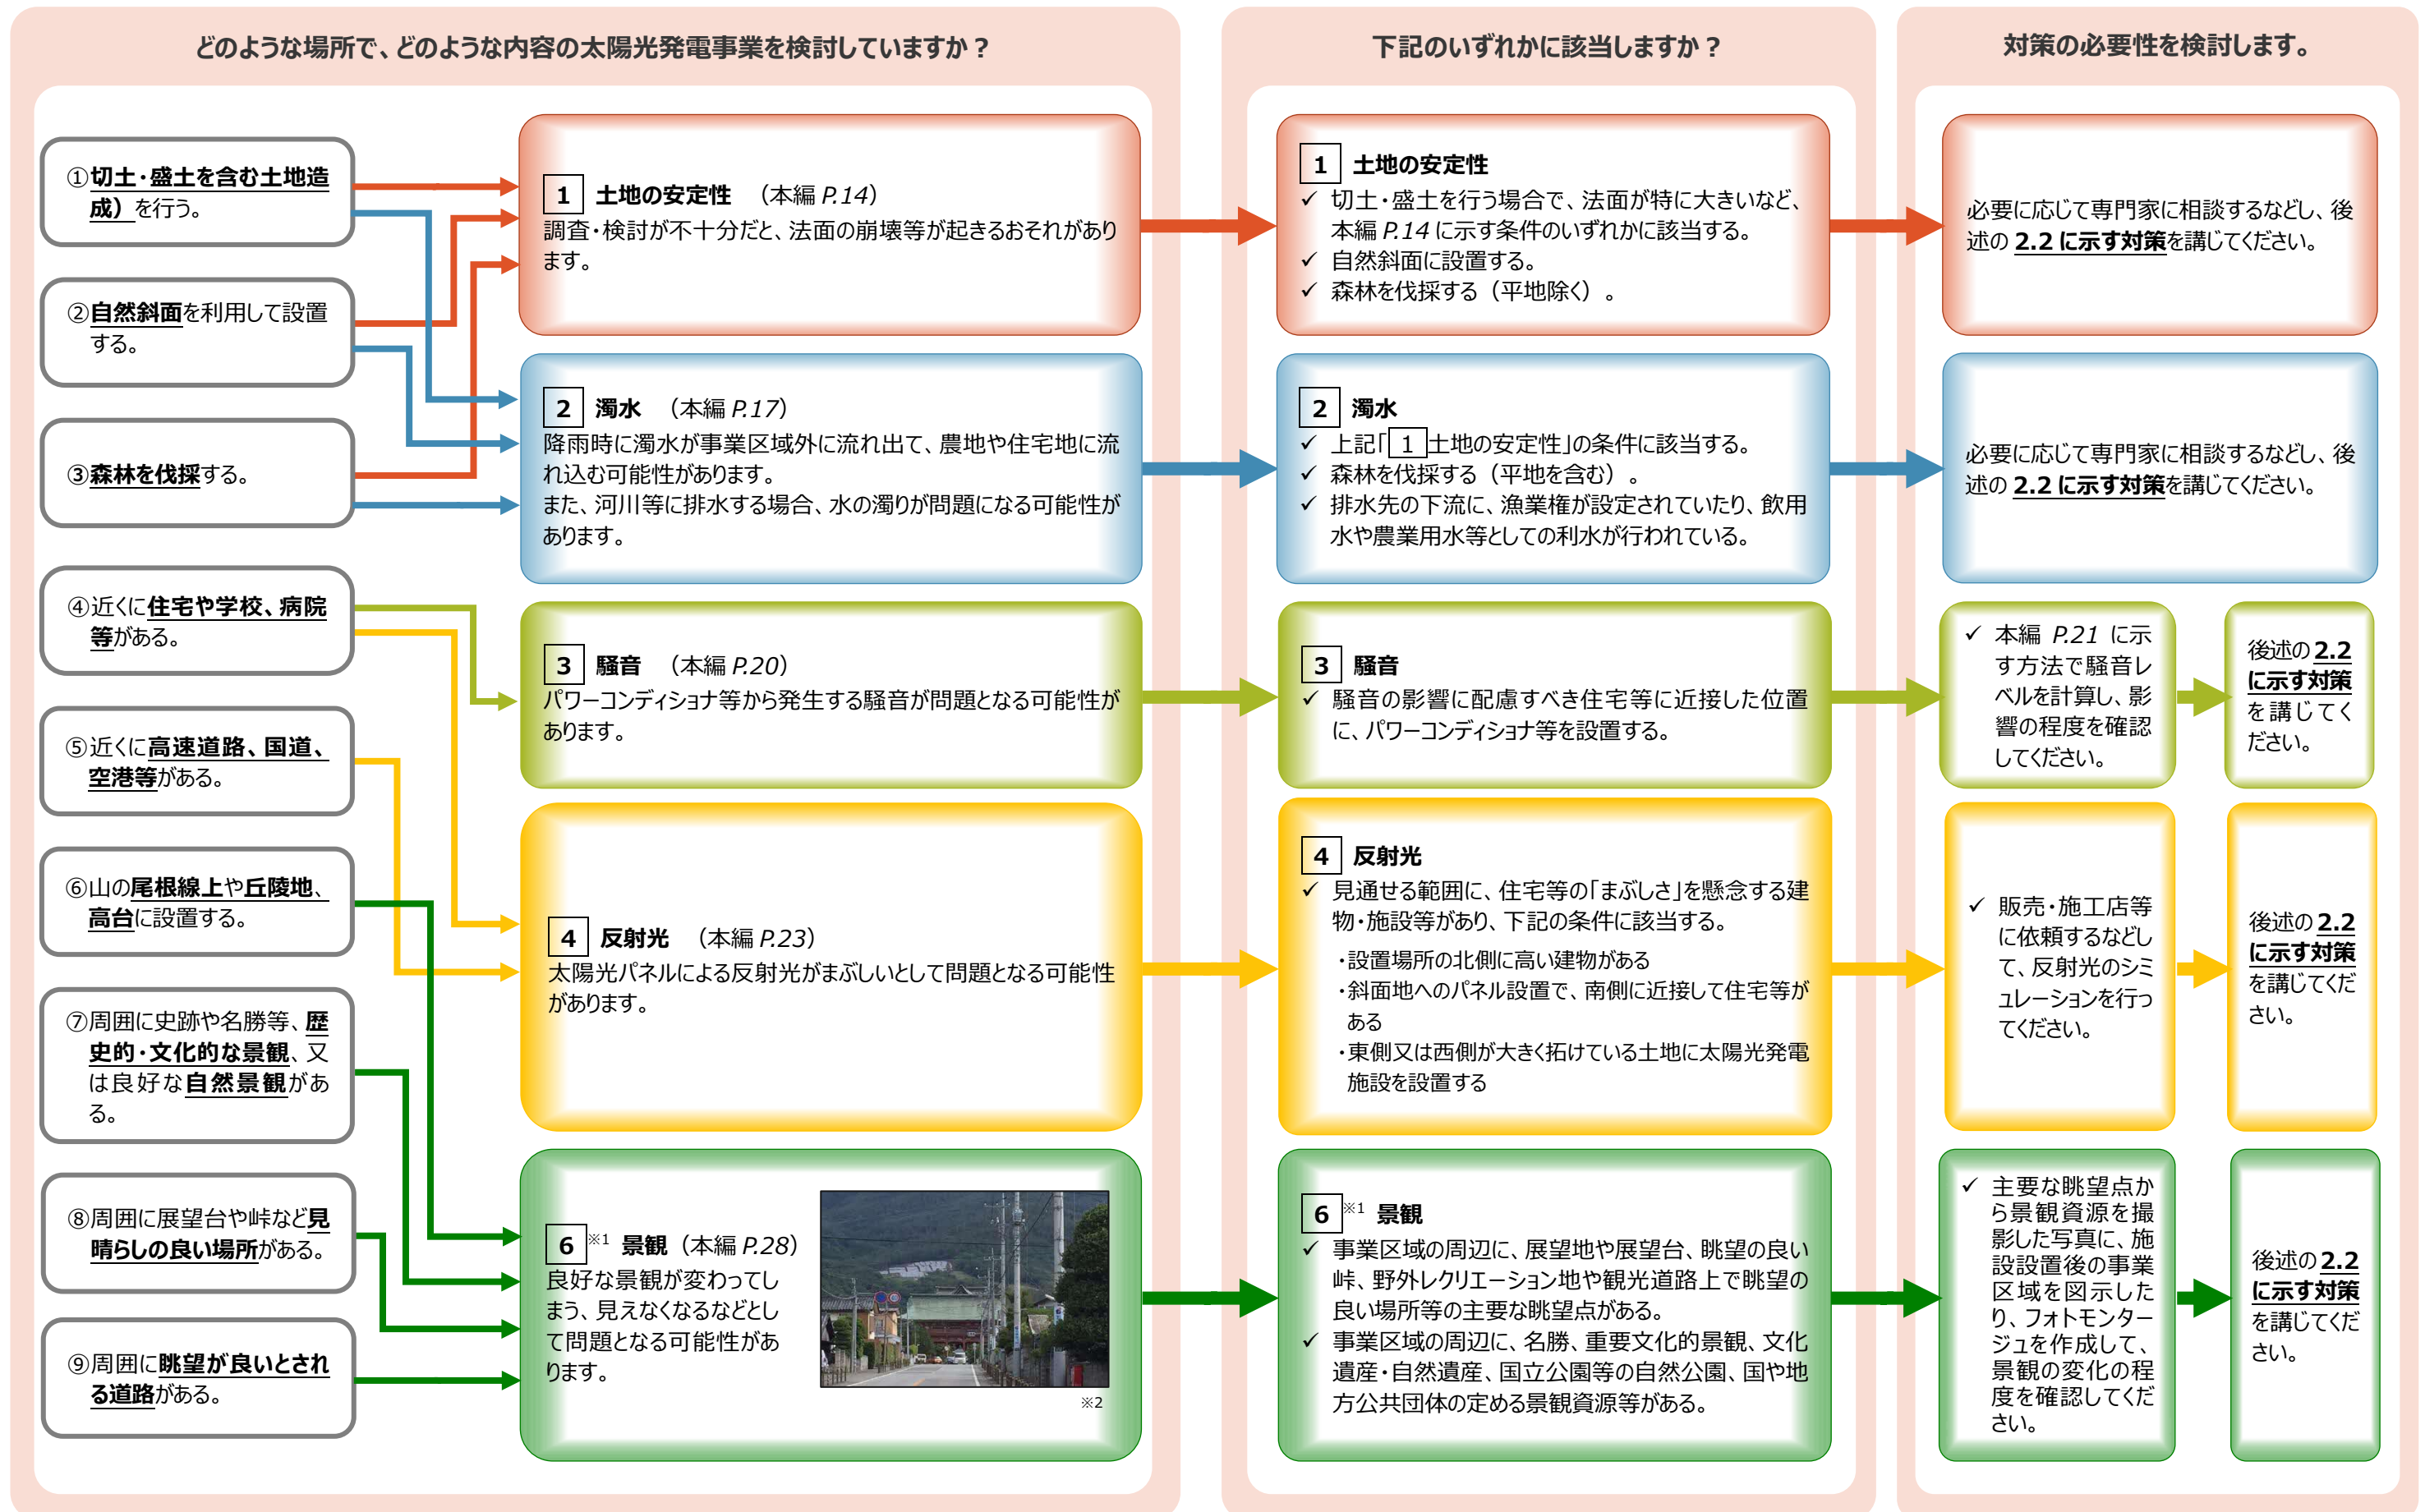 どのような場所で、どのような内容の太陽光発電事業を検討していますか？
①切土・盛土を含む土地造
成）を行う。
②自然斜面を利用して設置
する。
③森林を伐採する。
④近くに住宅や学校、病院
等がある。
⑤近くに高速道路、国道、
空港等がある。
⑥山の尾根線上や丘陵地、
高台に設置する。
⑦周囲に史跡や名勝等、歴
史的・文化的な景観、又
は良好な自然景観があ
る。
⑧周囲に展望台や峠など見
晴らしの良い場所がある。
⑨周囲に眺望が良いとされ
る道路がある。
1 土地の安定性 （本編 P.14）
調査・検討が不十分だと、法面の崩壊等が起きるおそれがあり
ます。
2 濁水 （本編 P.17）
降雨時に濁水が事業区域外に流れ出て、農地や住宅地に流
れ込む可能性があります。
また、河川等に排水する場合、水の濁りが問題になる可能性が
あります。
3 騒音 （本編 P.20）
パワーコンディショナ等から発生する騒音が問題となる可能性が
あります。
4 反射光 （本編 P.23）
太陽光パネルによる反射光がまぶしいとして問題となる可能性
があります。
6 ※1 景観（本編 P.28）
良好な景観が変わってし
まう、見えなくなるなどとし
て問題となる可能性があ
ります。
※2
下記のいずれかに該当しますか？
1 土地の安定性
✓ 切土・盛土を行う場合で、法面が特に大きいなど、
本編 P.14 に示す条件のいずれかに該当する。
✓ 自然斜面に設置する。
✓ 森林を伐採する（平地除く）。
2 濁水
✓ 上記「1 土地の安定性」の条件に該当する。
✓ 森林を伐採する（平地を含む）。
✓ 排水先の下流に、漁業権が設定されていたり、飲用
水や農業用水等としての利水が行われている。
3 騒音
✓ 騒音の影響に配慮すべき住宅等に近接した位置
に、パワーコンディショナ等を設置する。
4 反射光
✓ 見通せる範囲に、住宅等の「まぶしさ」を懸念する建
物・施設等があり、下記の条件に該当する。
・設置場所の北側に高い建物がある
・斜面地へのパネル設置で、南側に近接して住宅等が
ある
・東側又は西側が大きく拓けている土地に太陽光発電
施設を設置する
6 ※1 景観
✓ 事業区域の周辺に、展望地や展望台、眺望の良い
峠、野外レクリエーション地や観光道路上で眺望の
良い場所等の主要な眺望点がある。
✓ 事業区域の周辺に、名勝、重要文化的景観、文化
遺産・自然遺産、国立公園等の自然公園、国や地
方公共団体の定める景観資源等がある。
対策の必要性を検討します。
必要に応じて専門家に相談するなどし、後
述の 2.2 に示す対策を講じてください。
必要に応じて専門家に相談するなどし、後
述の 2.2 に示す対策を講じてください。
✓ 本編 P.21 に示
す方法で騒音レ
ベルを計算し、影
響の程度を確認
してください。
後述の 2.2
に示す対策
を講じてく
ださい。
✓ 販売・施工店等
に依頼するなどし
て、反射光のシミ
ュレーションを行っ
てください。
後述の 2.2
に示す対策
を講じてくだ
さい。
✓ 主要な眺望点か
ら景観資源を撮
影した写真に、施
設設置後の事業
区域を図示した
り、フォトモンター
ジュを作成して、
景観の変化の程
度を確認してくだ
さい。
後述の 2.2
に示す対策
を講じてくだ
さい。